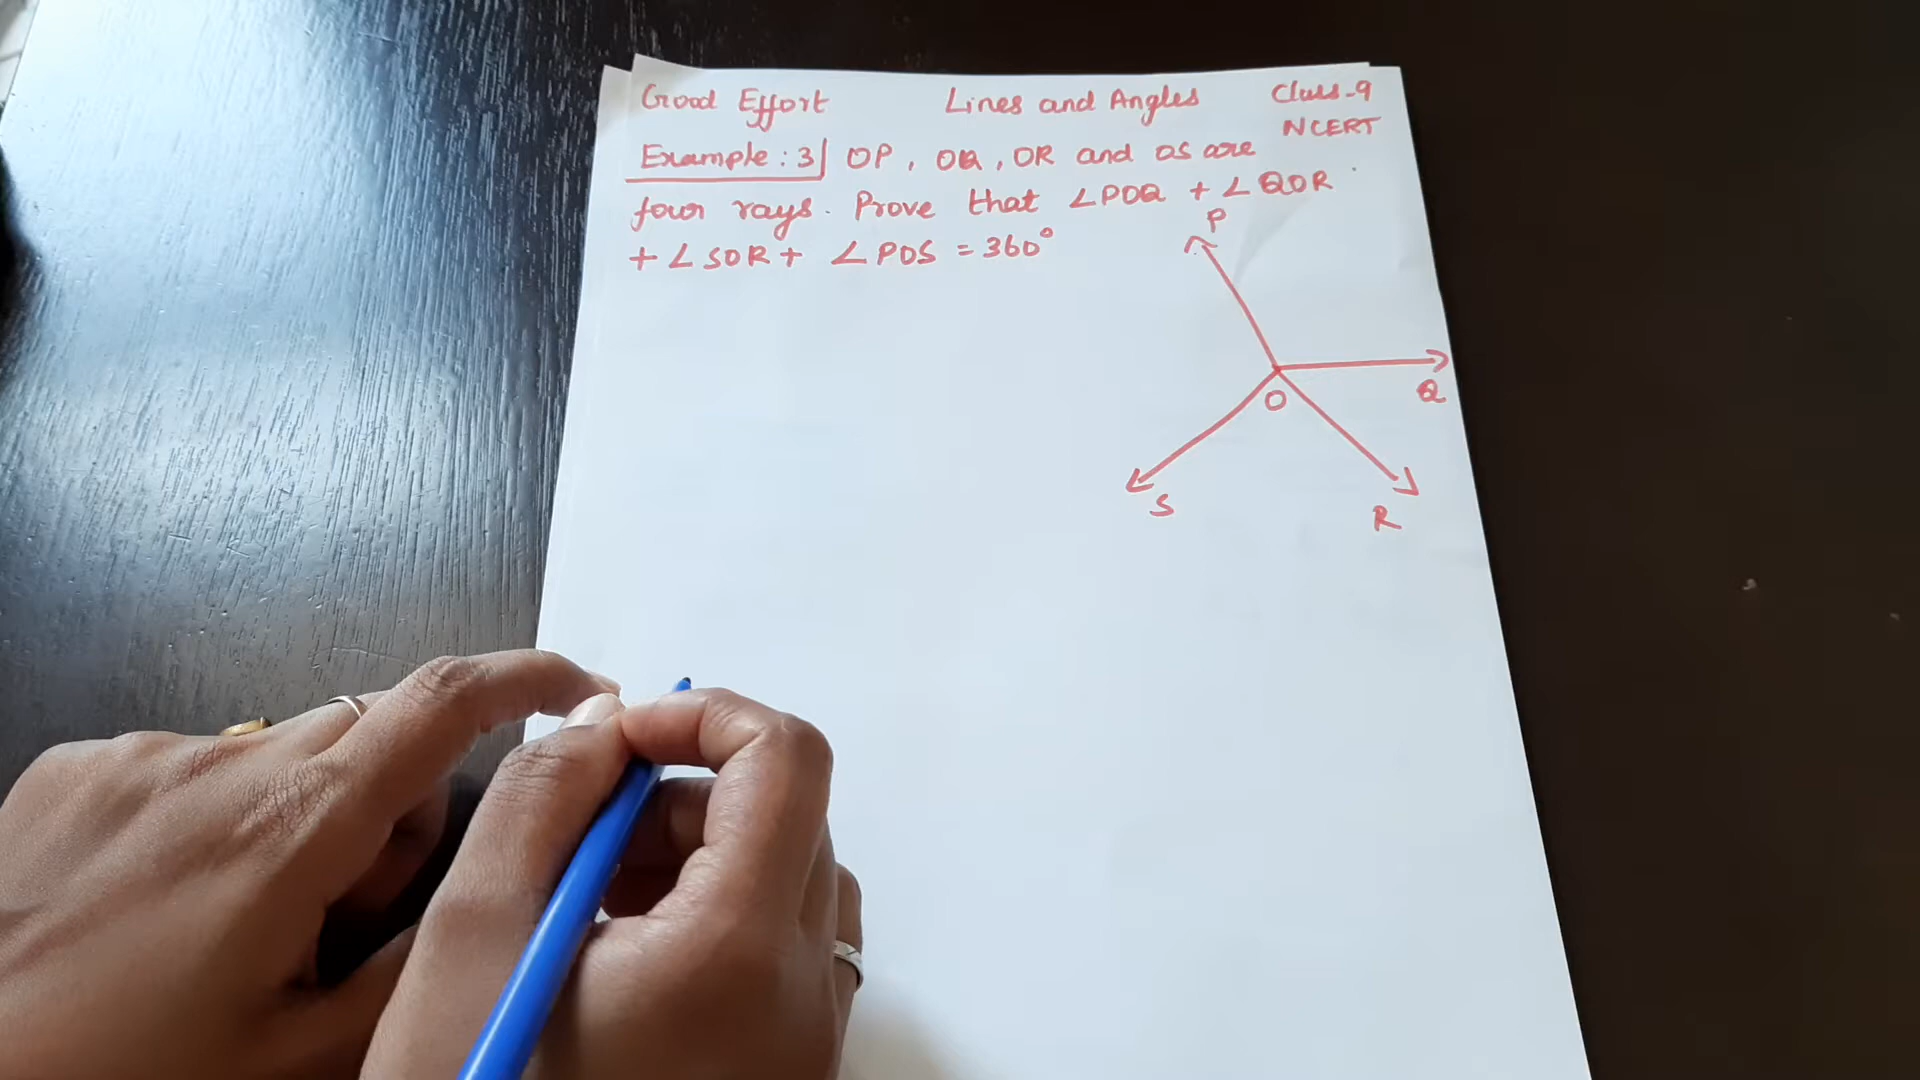 Good Effort Lines and Angles Class-9
NCERT
Example: 3 OP, OQ, OR and OS are
four rays. Prove that ∠POQ + ∠QOR
+ ∠SOR + ∠POS = 360°
P
Q
O
S
R